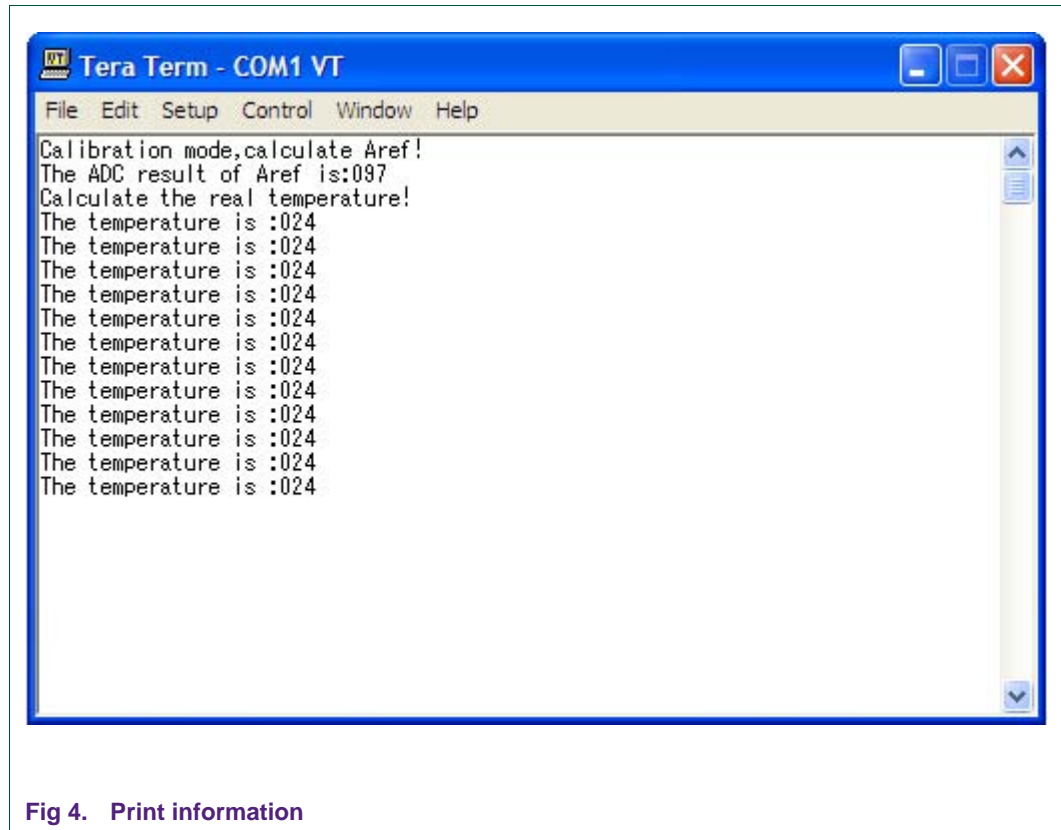 Tera Term - COM1 VT
File Edit Setup Control Window Help
Calibration mode,calculate Aref!
The ADC result of Aref is:097
Calculate the real temperature!
The temperature is :024
The temperature is :024
The temperature is :024
The temperature is :024
The temperature is :024
The temperature is :024
The temperature is :024
The temperature is :024
The temperature is :024
The temperature is :024
The temperature is :024
The temperature is :024
Fig 4. Print information